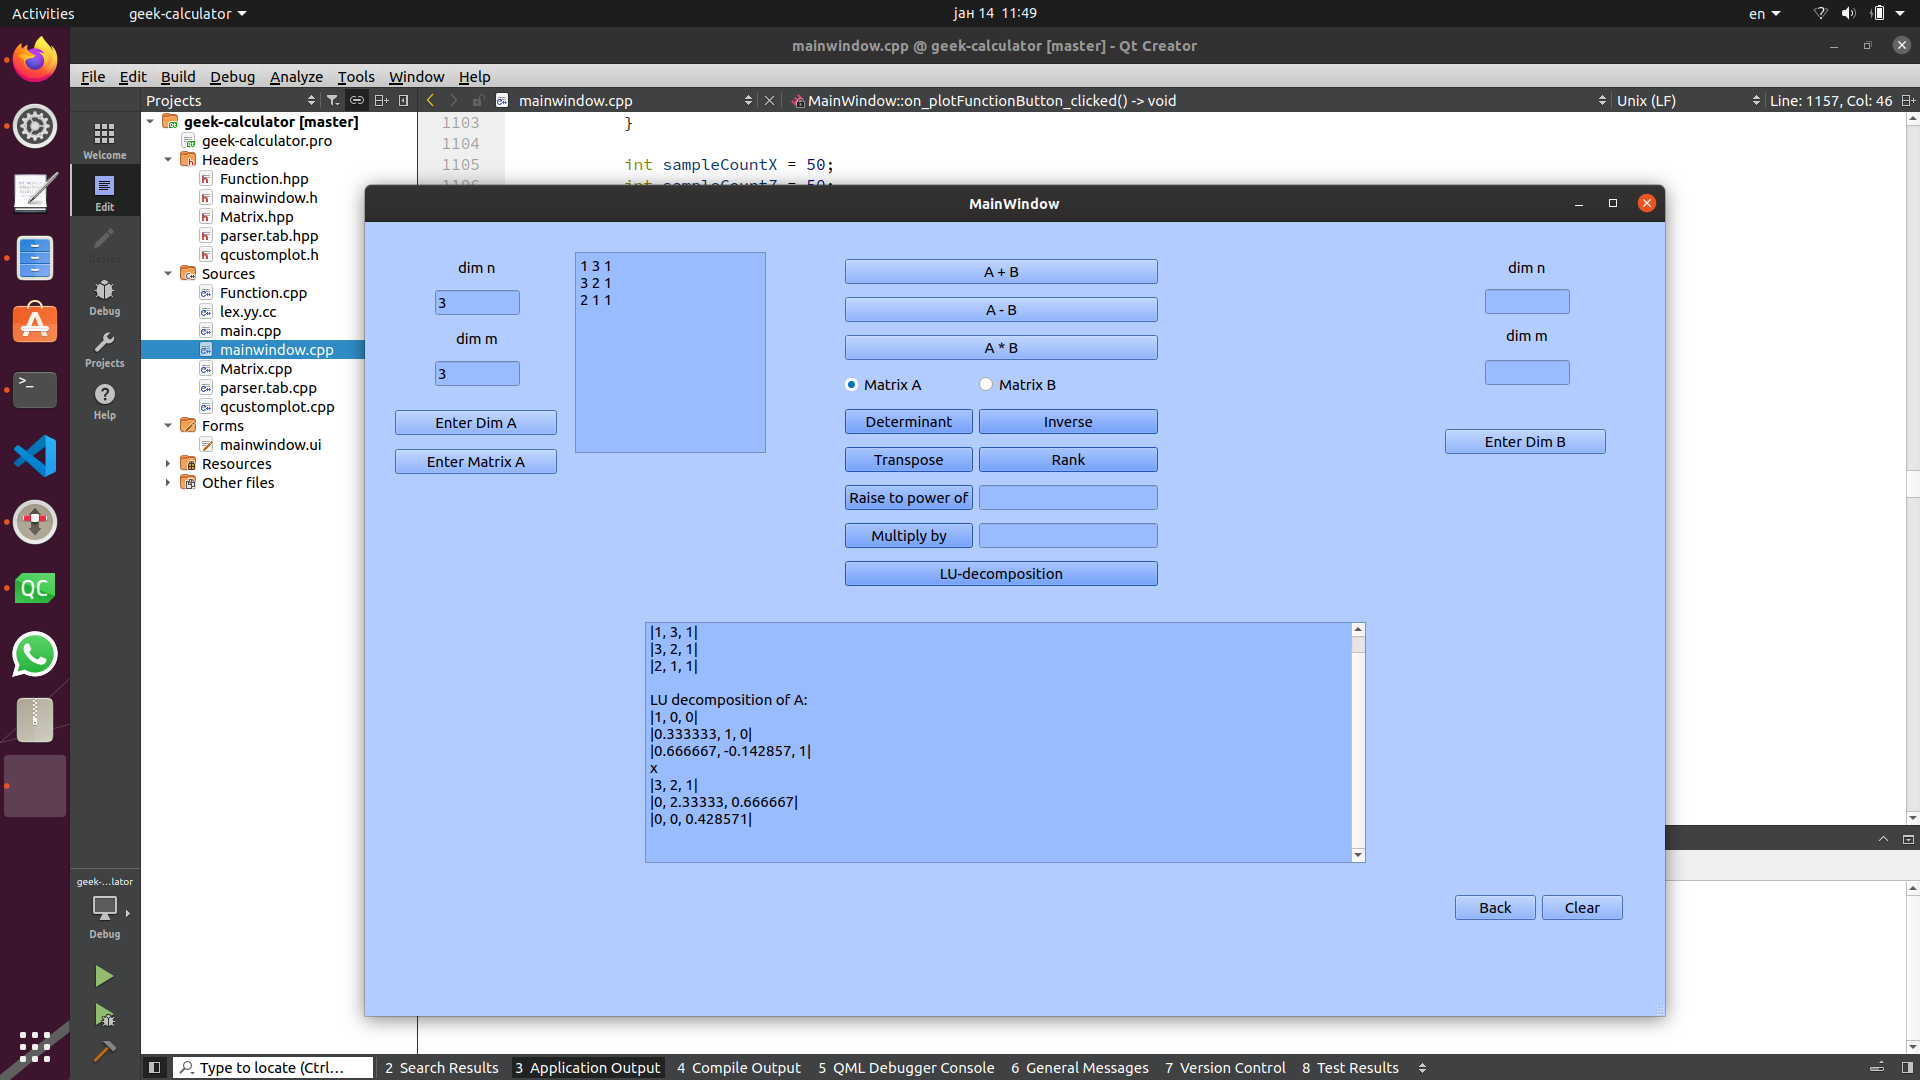 Activities
geek-calculator
јан 14 11:49
en
mainwindow.cpp @ geek-calculator [master] - Qt Creator
File Edit Build Debug Analyze Tools Window Help
Projects
mainwindow.cpp
MainWindow::on_plotFunctionButton_clicked() -> void
Unix (LF)
Line: 1157, Col: 46
Welcome
Edit
Design
Debug
Projects
Help
geek-...lator
Debug
geek-calculator [master]
geek-calculator.pro
Headers
Function.hpp
mainwindow.h
Matrix.hpp
parser.tab.hpp
qcustomplot.h
Sources
Function.cpp
lex.yy.cc
main.cpp
mainwindow.cpp
Matrix.cpp
parser.tab.cpp
qcustomplot.cpp
Forms
mainwindow.ui
Resources
Other files
1103 }
1104
1105 int sampleCountX = 50;
1106 int sampleCountZ = 50;
MainWindow
dim n
3
dim m
3
Enter Dim A
Enter Matrix A
1 3 1
3 2 1
2 1 1
A + B
A - B
A * B
Matrix A
Matrix B
Determinant
Inverse
Transpose
Rank
Raise to power of
Multiply by
LU-decomposition
dim n
dim m
Enter Dim B
|1, 3, 1|
|3, 2, 1|
|2, 1, 1|
LU decomposition of A:
|1, 0, 0|
|0.333333, 1, 0|
|0.666667, -0.142857, 1|
x
|3, 2, 1|
|0, 2.33333, 0.666667|
|0, 0, 0.428571|
Back
Clear
QC
Type to locate (Ctrl...
2 Search Results
3 Application Output
4 Compile Output
5 QML Debugger Console
6 General Messages
7 Version Control
8 Test Results